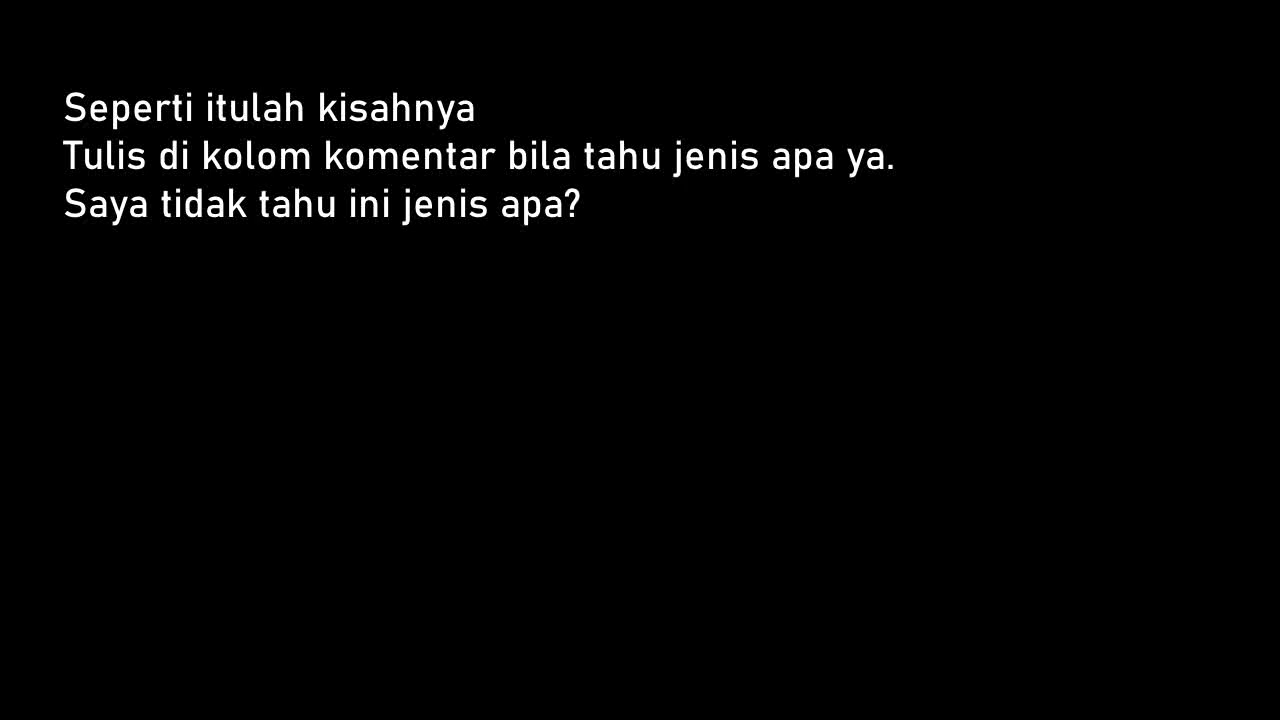 Seperti itulah kisahnya
Tulis di kolom komentar bila tahu jenis apa ya.
Saya tidak tahu ini jenis apa?